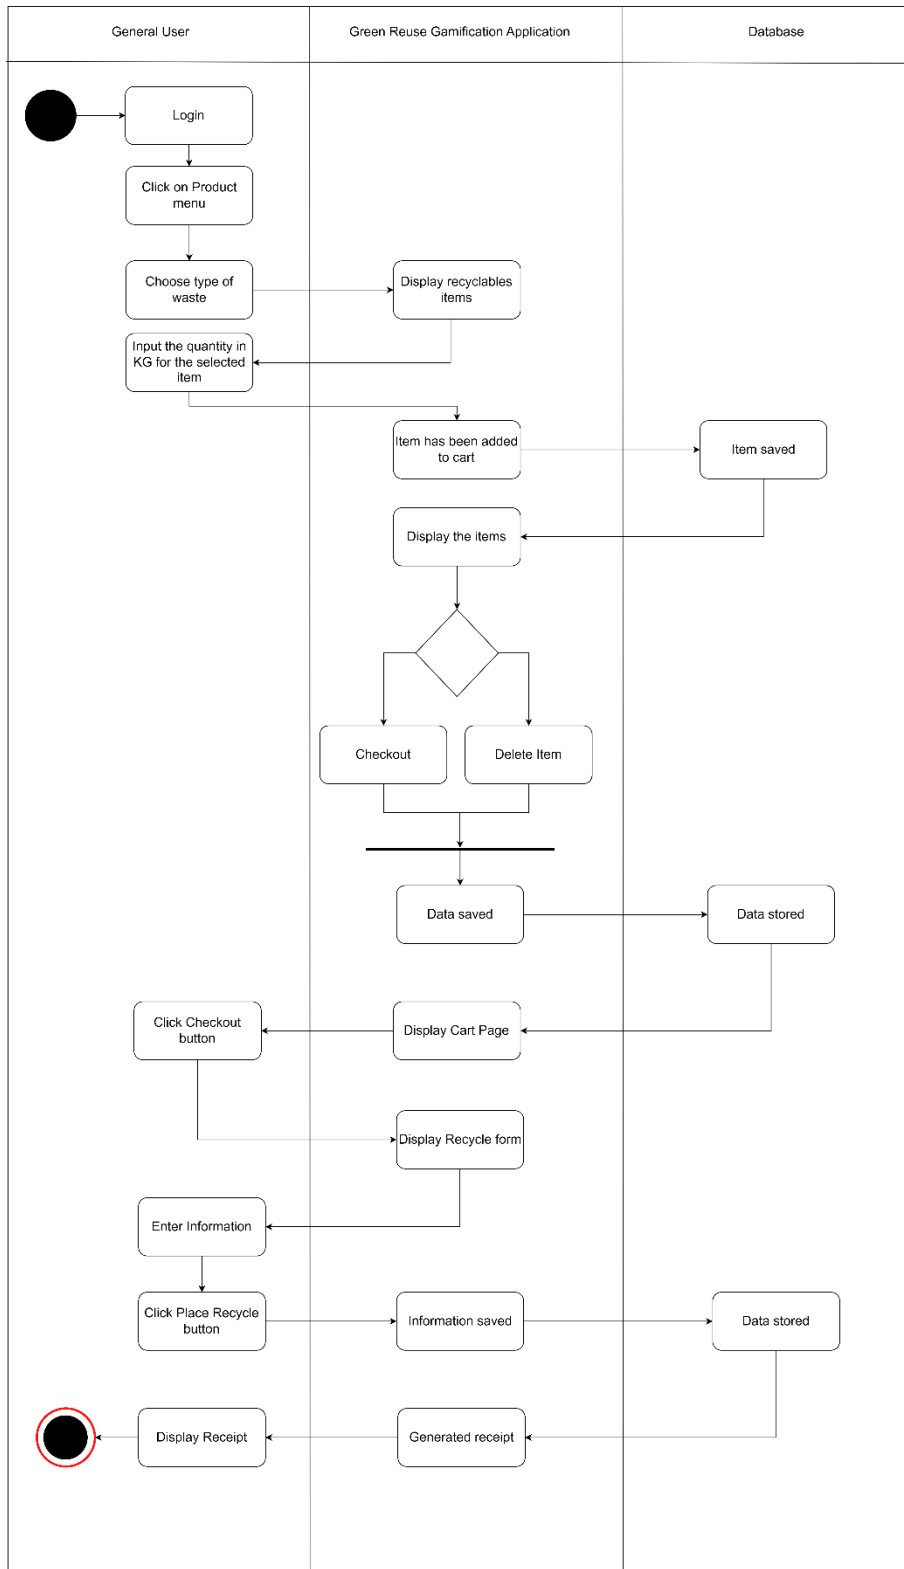 General User
Green Reuse Gamification Application
Database
Login
Click on Product
menu
Choose type of
waste
Display recyclables
items
Input the quantity in
KG for the selected
item
Item has been added
to cart
Item saved
Display the items
Checkout
Delete Item
Data saved
Data stored
Click Checkout
button
Display Cart Page
Display Recycle form
Enter Information
Click Place Recycle
button
Information saved
Data stored
Display Receipt
Generated receipt